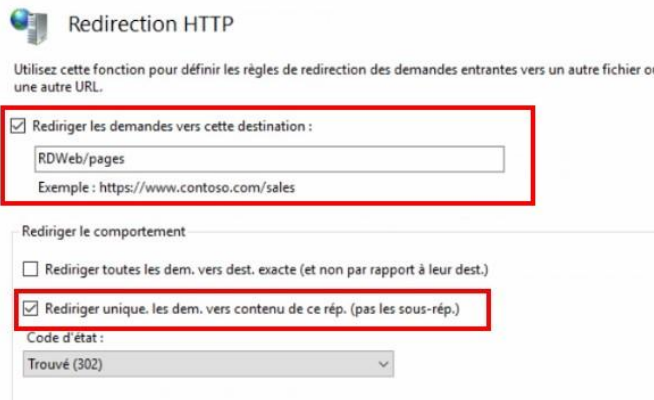 Redirection HTTP
Utilisez cette fonction pour définir les règles de redirection des demandes entrantes vers un autre fichier ou
une autre URL.
Rediriger les demandes vers cette destination :
RDWeb/pages
Exemple : https://www.contoso.com/sales
Rediriger le comportement
Rediriger toutes les dem. vers dest. exacte (et non par rapport à leur dest.)
Rediriger unique. les dem. vers contenu de ce rép. (pas les sous-rép.)
Code d'état :
Trouvé (302)